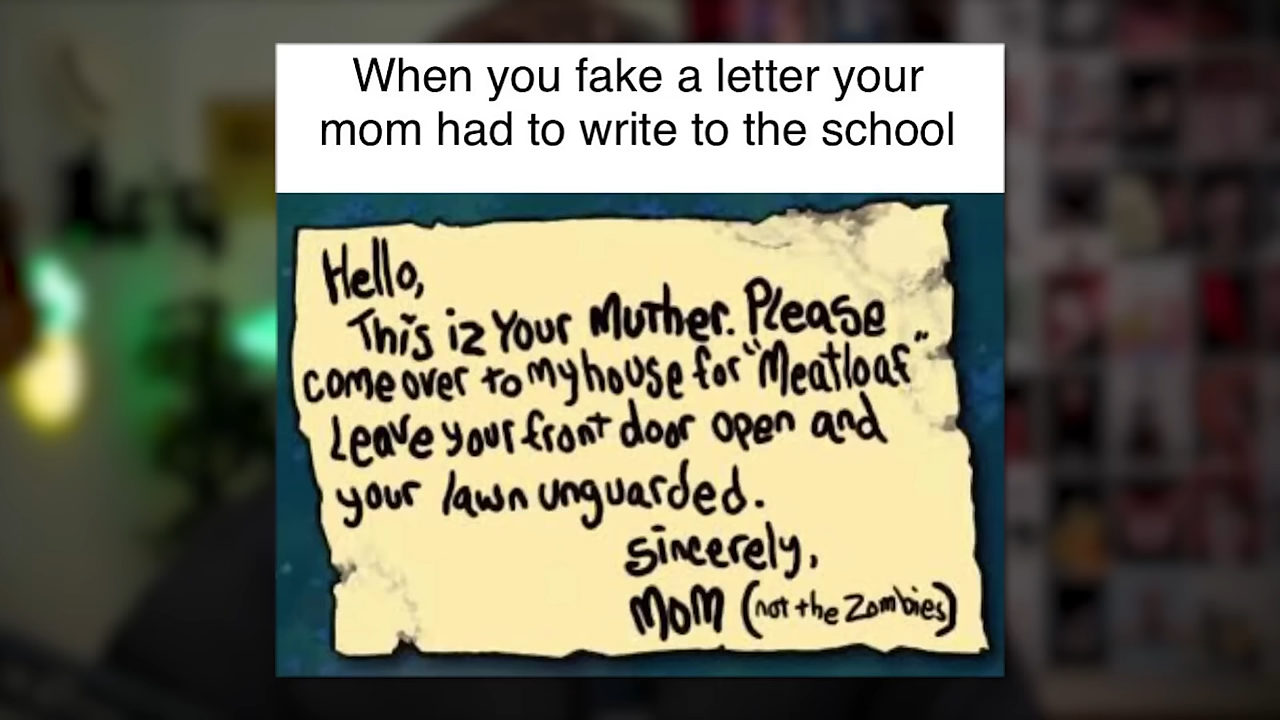 When you fake a letter your
mom had to write to the school
Hello,
This iz Your Muther. Please
come over to my house for "Meatloaf"
Leave your front door open and
your lawn unguarded.
Sincerely,
Mom (not the Zombies)